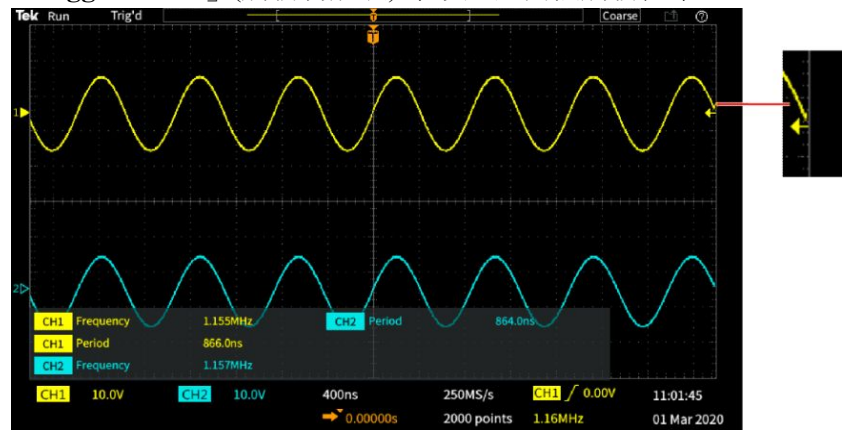 Tek Run Trig'd Coarse
T
T
1
2
CH1 Frequency 1.155MHz CH2 Period 864.0ns
CH1 Period 866.0ns
CH2 Frequency 1.157MHz
CH1 10.0V CH2 10.0V 400ns 250MS/s CH1 0.00V 11:01:45
0.00000s 2000 points 1.16MHz 01 Mar 2020